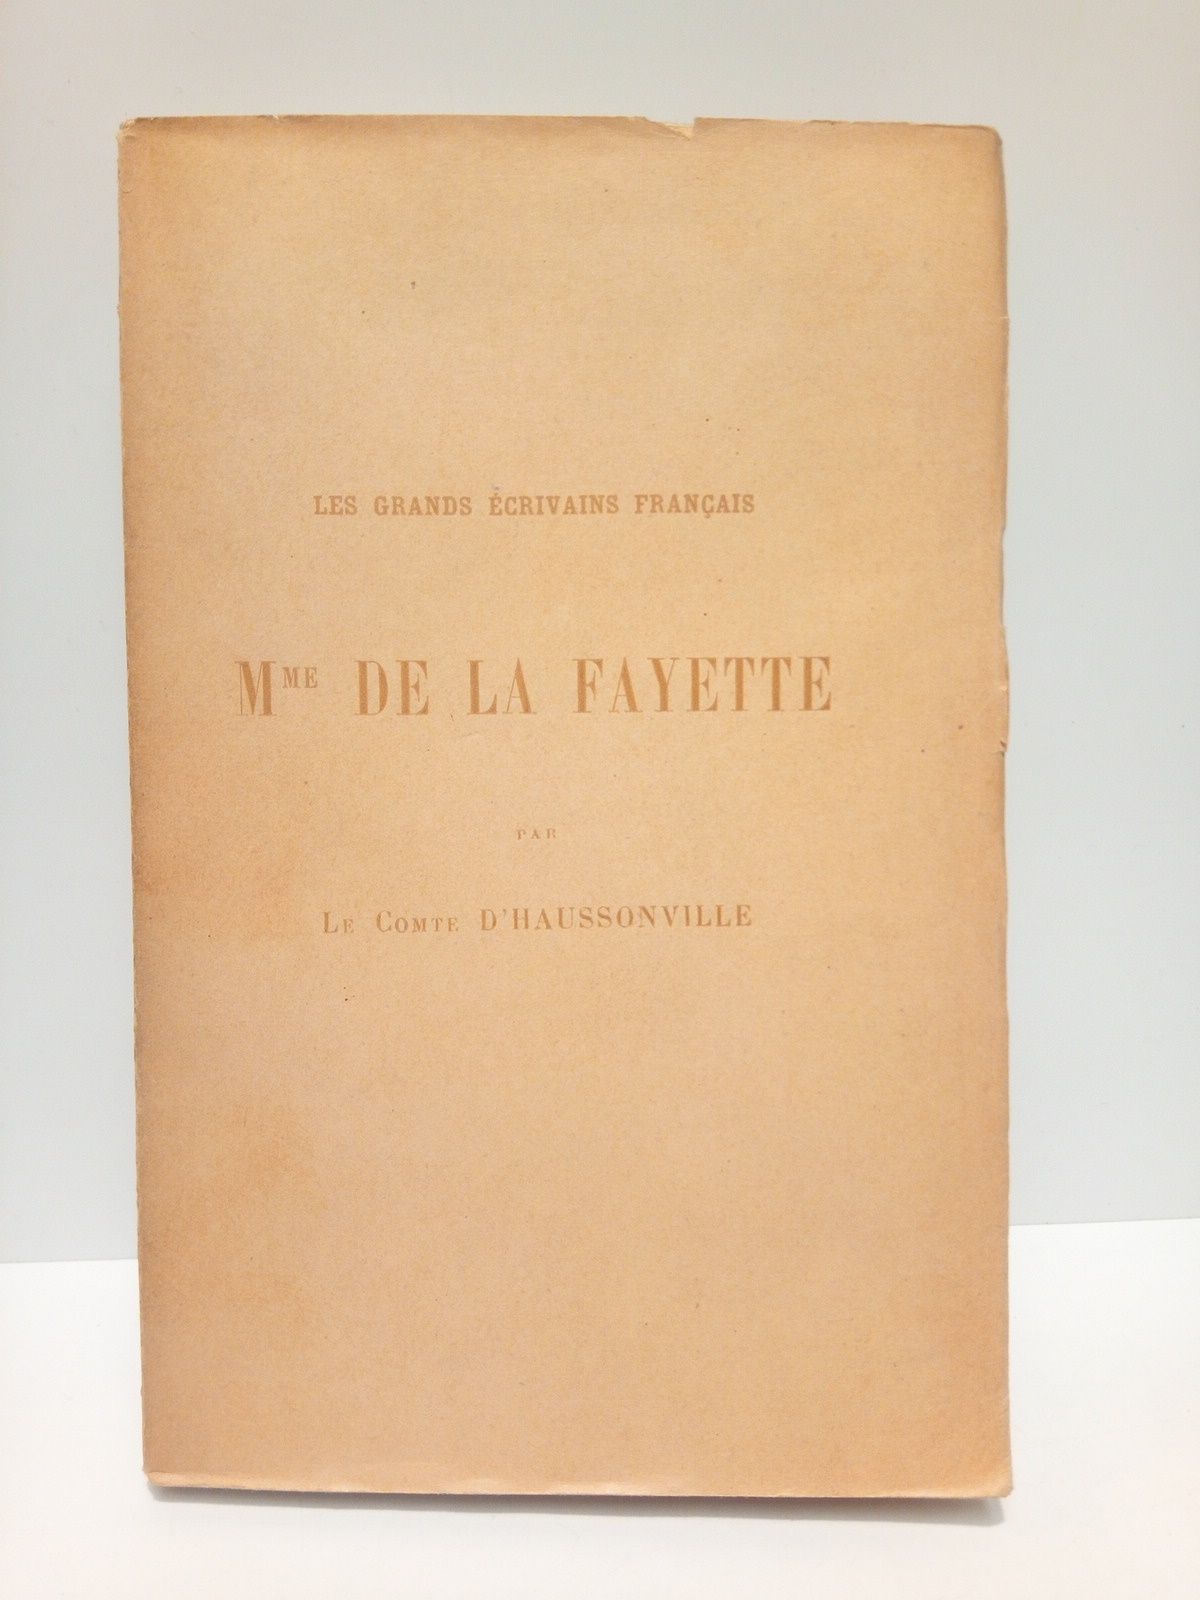 LES GRANDS ÉCRIVAINS FRANÇAIS
MME DE LA FAYETTE
PAR
LE COMTE D'HAUSSONVILLE